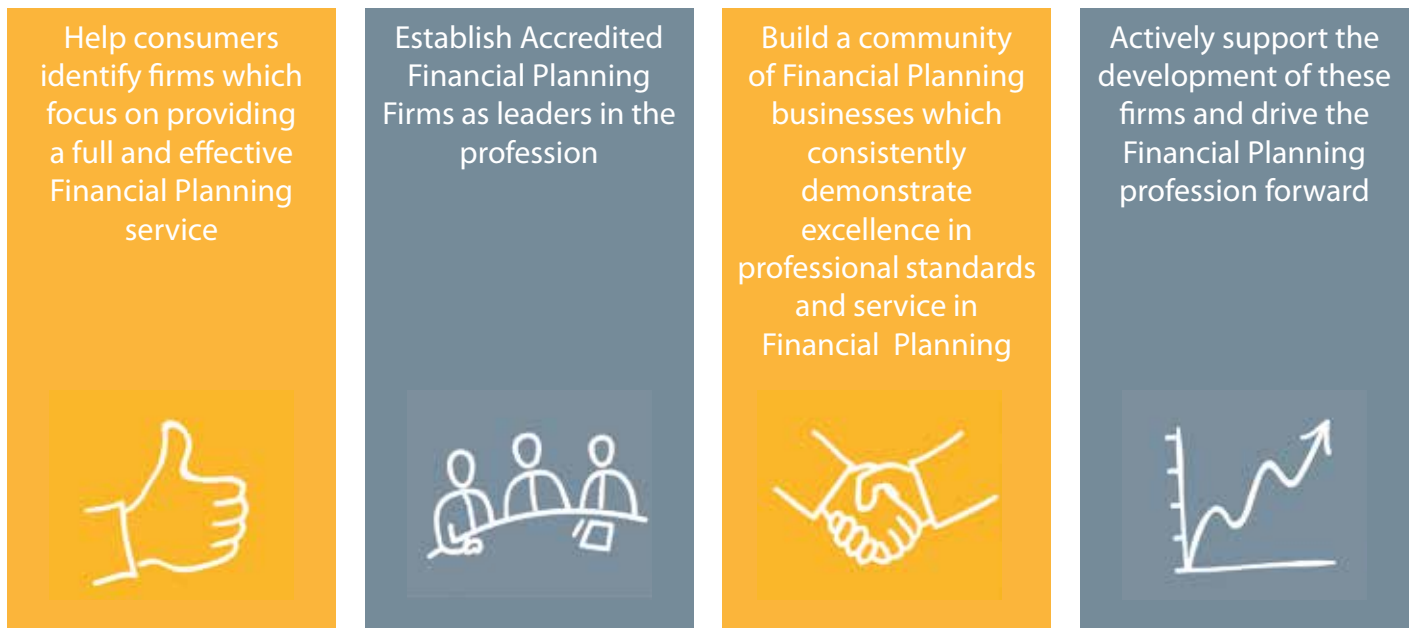 Help consumers
identify firms which
focus on providing
a full and effective
Financial Planning
service
Establish Accredited
Financial Planning
Firms as leaders in the
profession
Build a community
of Financial Planning
businesses which
consistently
demonstrate
excellence in
professional standards
and service in
Financial  Planning
Actively support the
development of these
firms and drive the
Financial Planning
profession forward